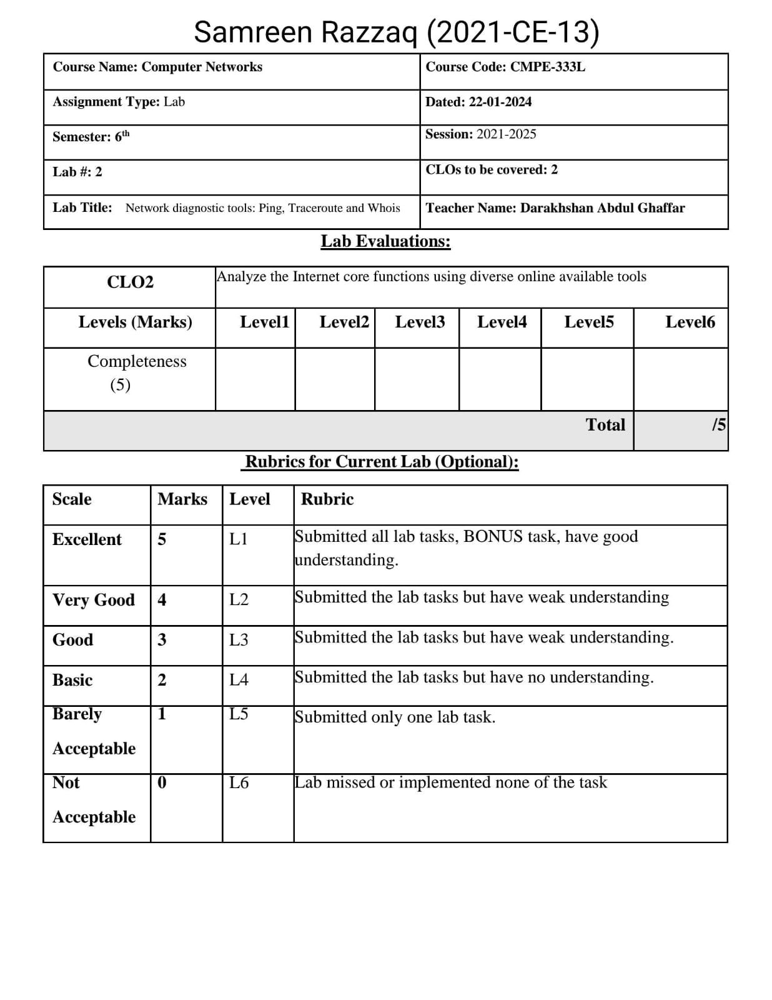 Samreen Razzaq (2021-CE-13)
Course Name: Computer Networks
Course Code: CMPE-333L
Assignment Type: Lab
Dated: 22-01-2024
Semester: 6th
Session: 2021-2025
Lab #: 2
CLOs to be covered: 2
Lab Title: Network diagnostic tools: Ping, Traceroute and Whois
Teacher Name: Darakhshan Abdul Ghaffar
Lab Evaluations:
CLO2
Analyze the Internet core functions using diverse online available tools
Levels (Marks) Level1 Level2 Level3 Level4 Level5 Level6
Completeness
(5)
Total /5
Rubrics for Current Lab (Optional):
Scale Marks Level Rubric
Excellent 5 L1 Submitted all lab tasks, BONUS task, have good
understanding.
Very Good 4 L2 Submitted the lab tasks but have weak understanding
Good 3 L3 Submitted the lab tasks but have weak understanding.
Basic 2 L4 Submitted the lab tasks but have no understanding.
Barely 1 L5 Submitted only one lab task.
Acceptable
Not 0 L6 Lab missed or implemented none of the task
Acceptable